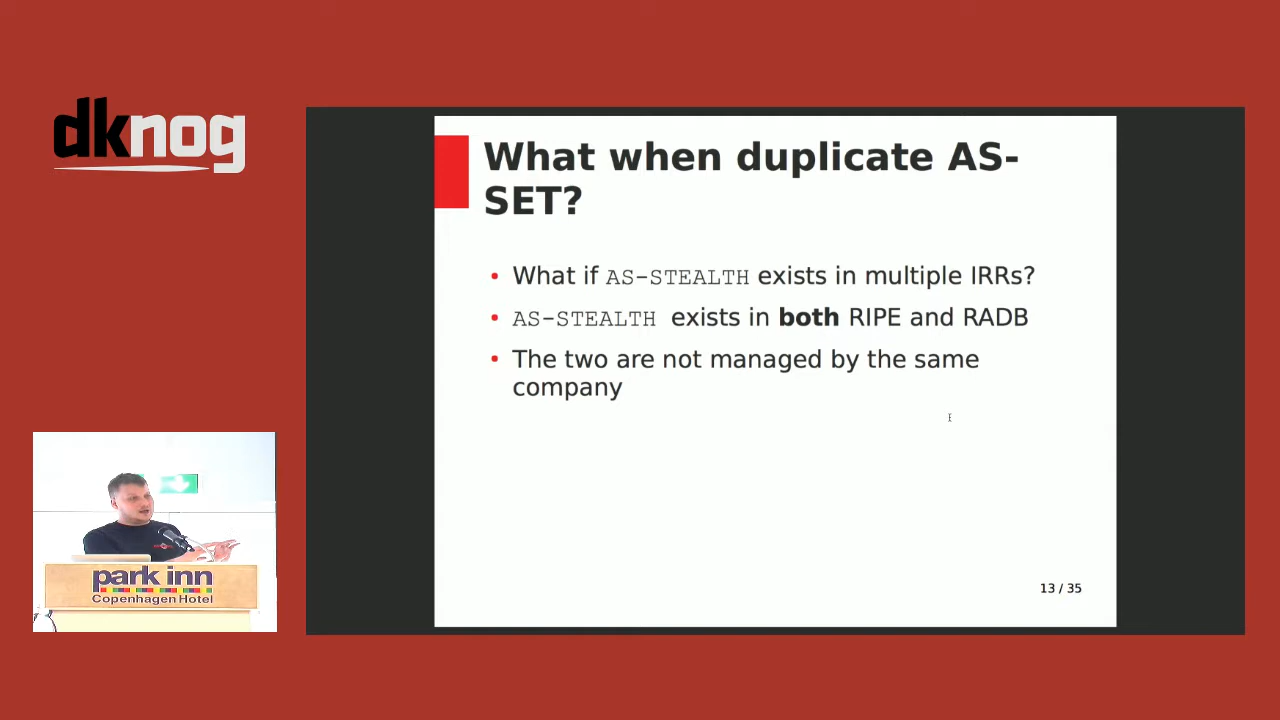 dknog
What when duplicate AS-
SET?
• What if AS-STEALTH exists in multiple IRRs?
• AS-STEALTH exists in both RIPE and RADB
• The two are not managed by the same
company
13 / 35
park inn
Copenhagen Hotel